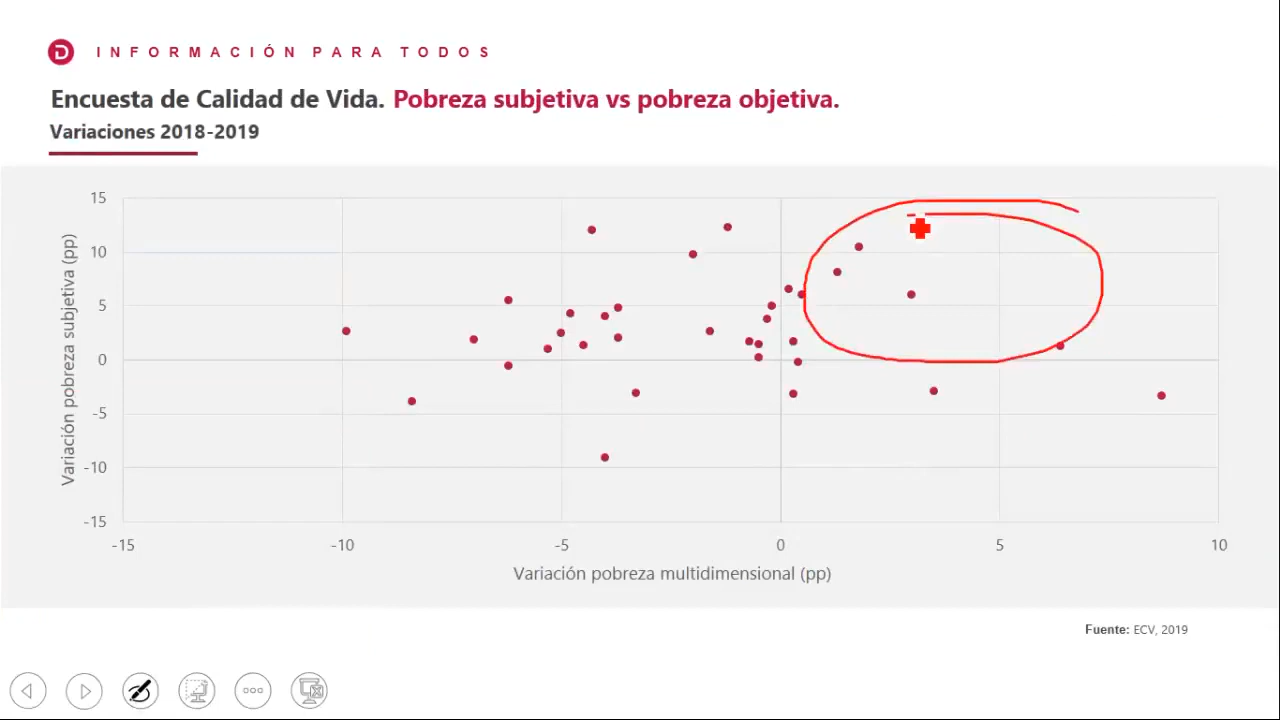 INFORMACIÓN PARA TODOS
Encuesta de Calidad de Vida. Pobreza subjetiva vs pobreza objetiva.
Variaciones 2018-2019
Variación pobreza subjetiva (pp)
15
10
5
0
-5
-10
-15
-15 -10 -5 0 5 10
Variación pobreza multidimensional (pp)
Fuente: ECV, 2019